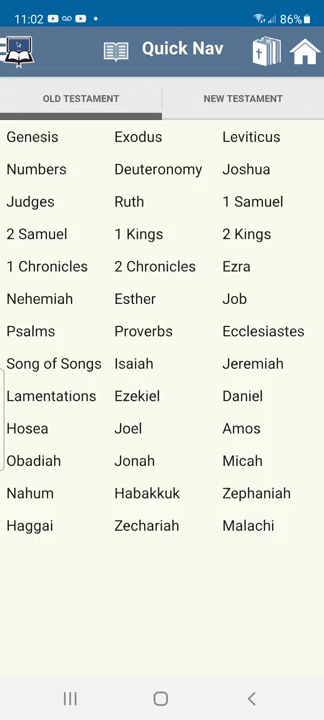 11:02 86%
Quick Nav
OLD TESTAMENT NEW TESTAMENT
Genesis Exodus Leviticus
Numbers Deuteronomy Joshua
Judges Ruth 1 Samuel
2 Samuel 1 Kings 2 Kings
1 Chronicles 2 Chronicles Ezra
Nehemiah Esther Job
Psalms Proverbs Ecclesiastes
Song of Songs Isaiah Jeremiah
Lamentations Ezekiel Daniel
Hosea Joel Amos
Obadiah Jonah Micah
Nahum Habakkuk Zephaniah
Haggai Zechariah Malachi